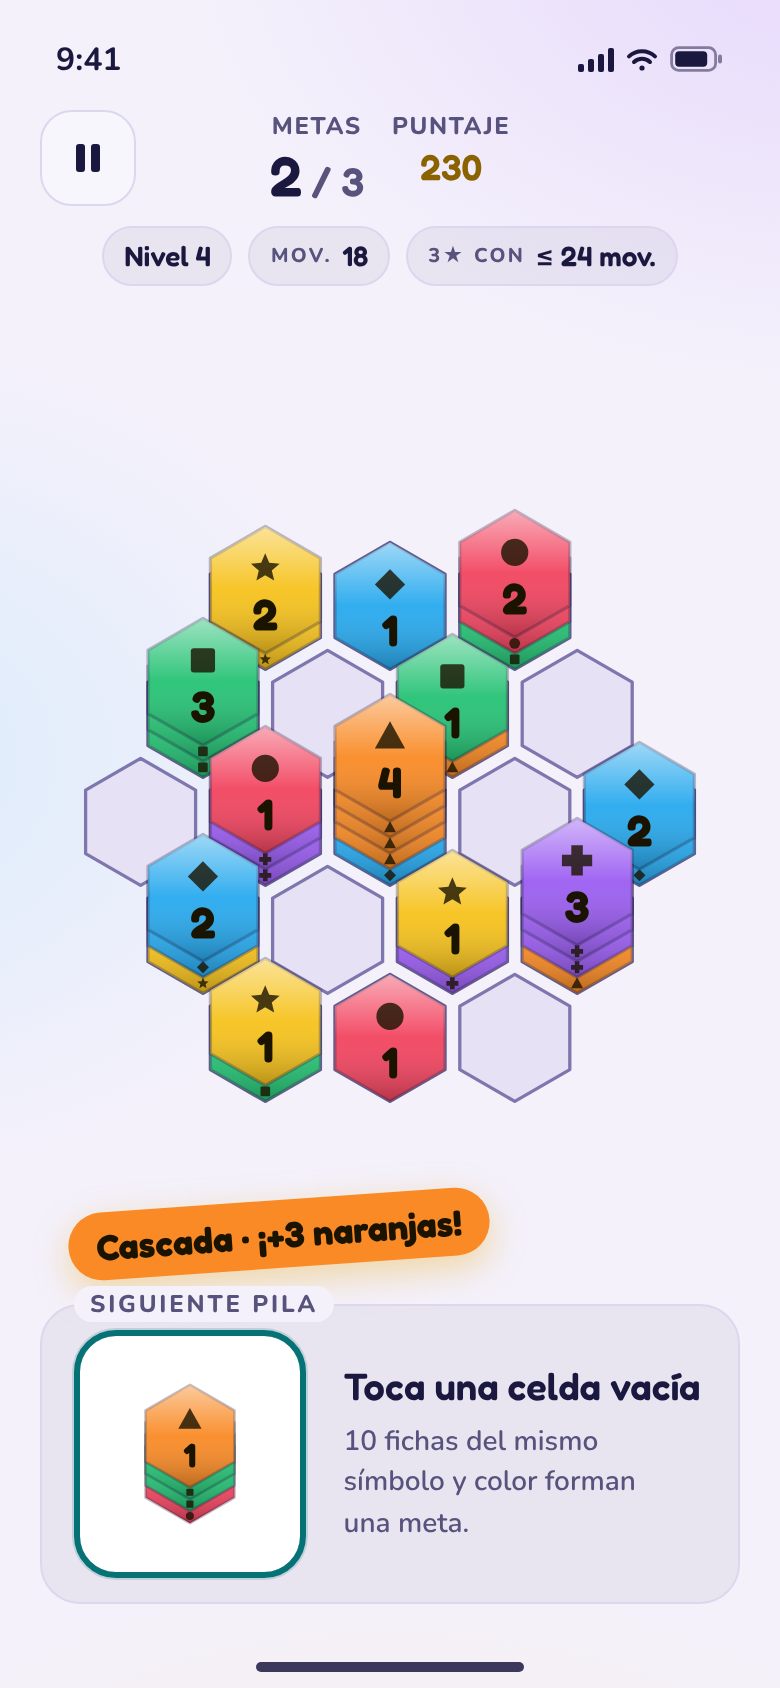 9:41
METAS PUNTAJE
2 / 3 230
Nivel 4 MOV. 18 3★ CON ≤ 24 mov.
2 1 2
3 1
1 4 2
2 1 3
1 1
Cascada · ¡+3 naranjas!
SIGUIENTE PILA
1
Toca una celda vacía
10 fichas del mismo
símbolo y color forman
una meta.